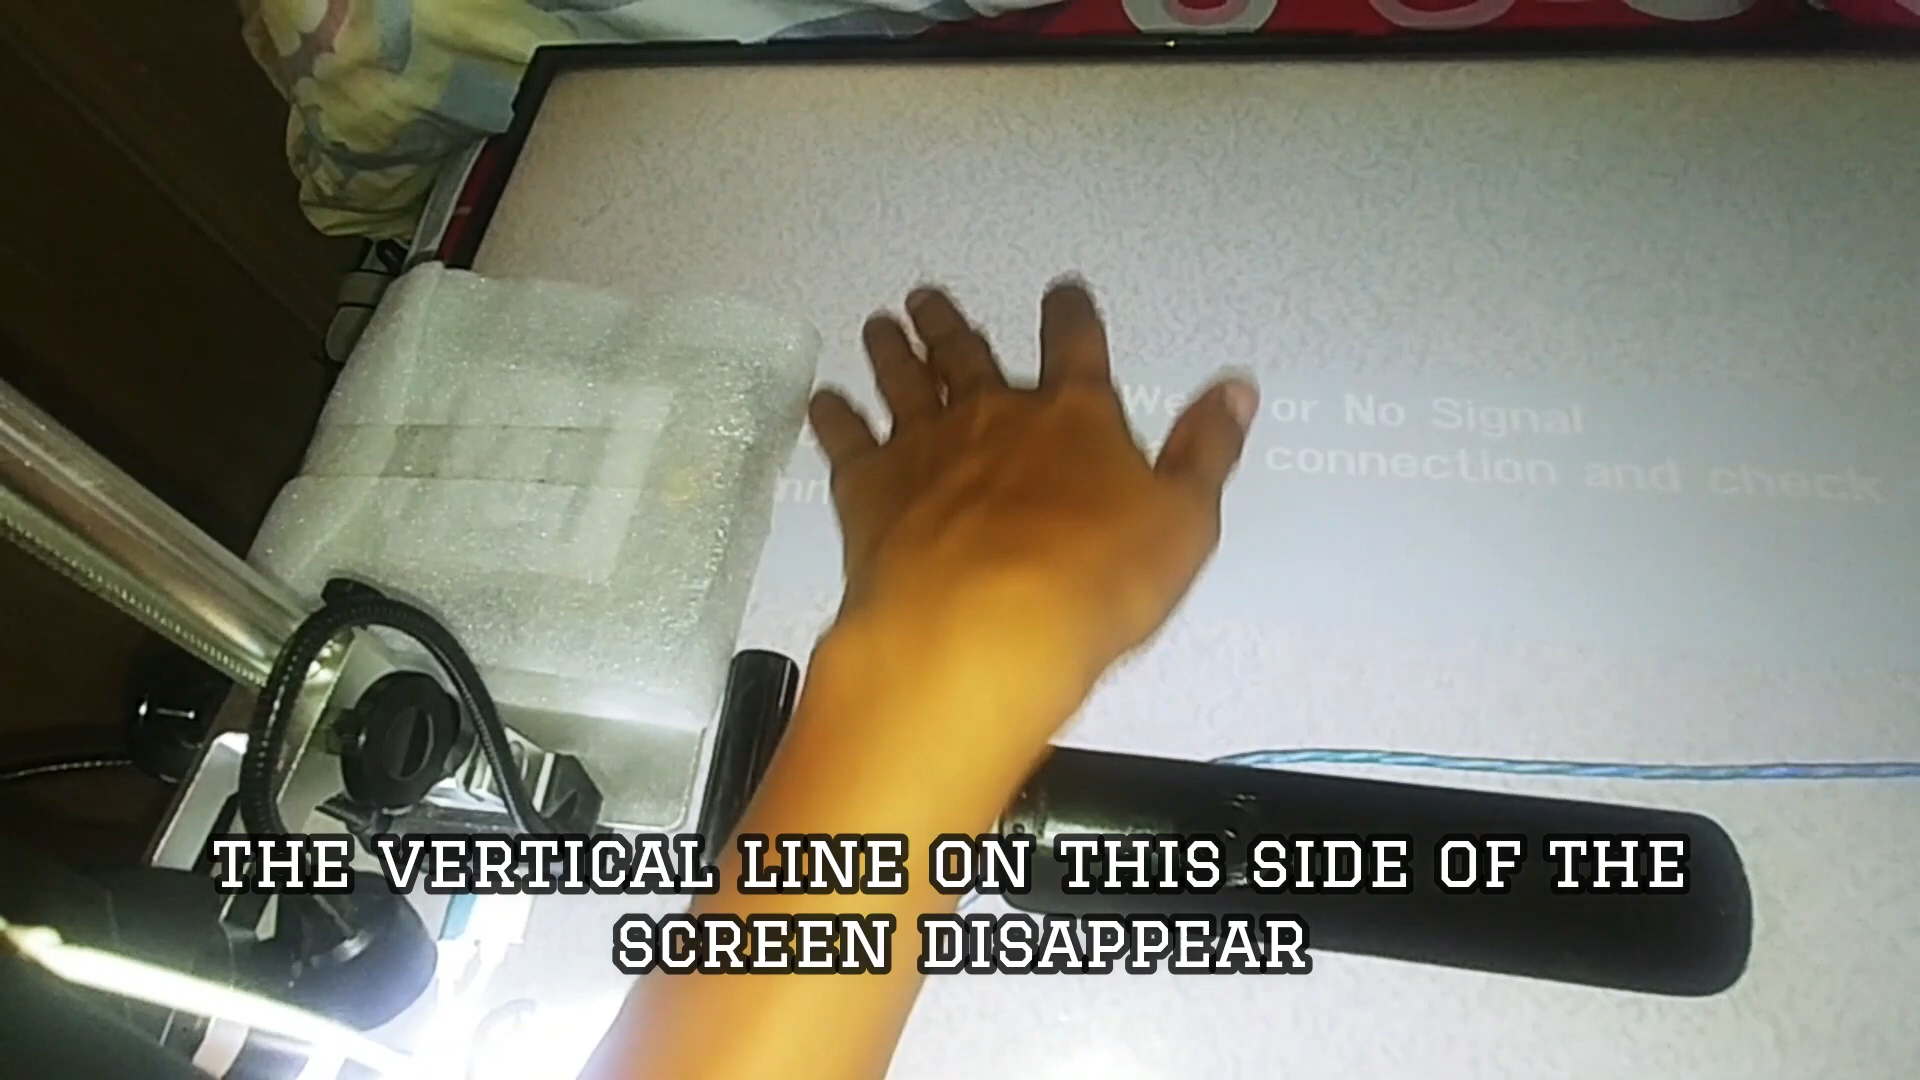 or No Signal
connection and check
THE VERTICAL LINE ON THIS SIDE OF THE
SCREEN DISAPPEAR